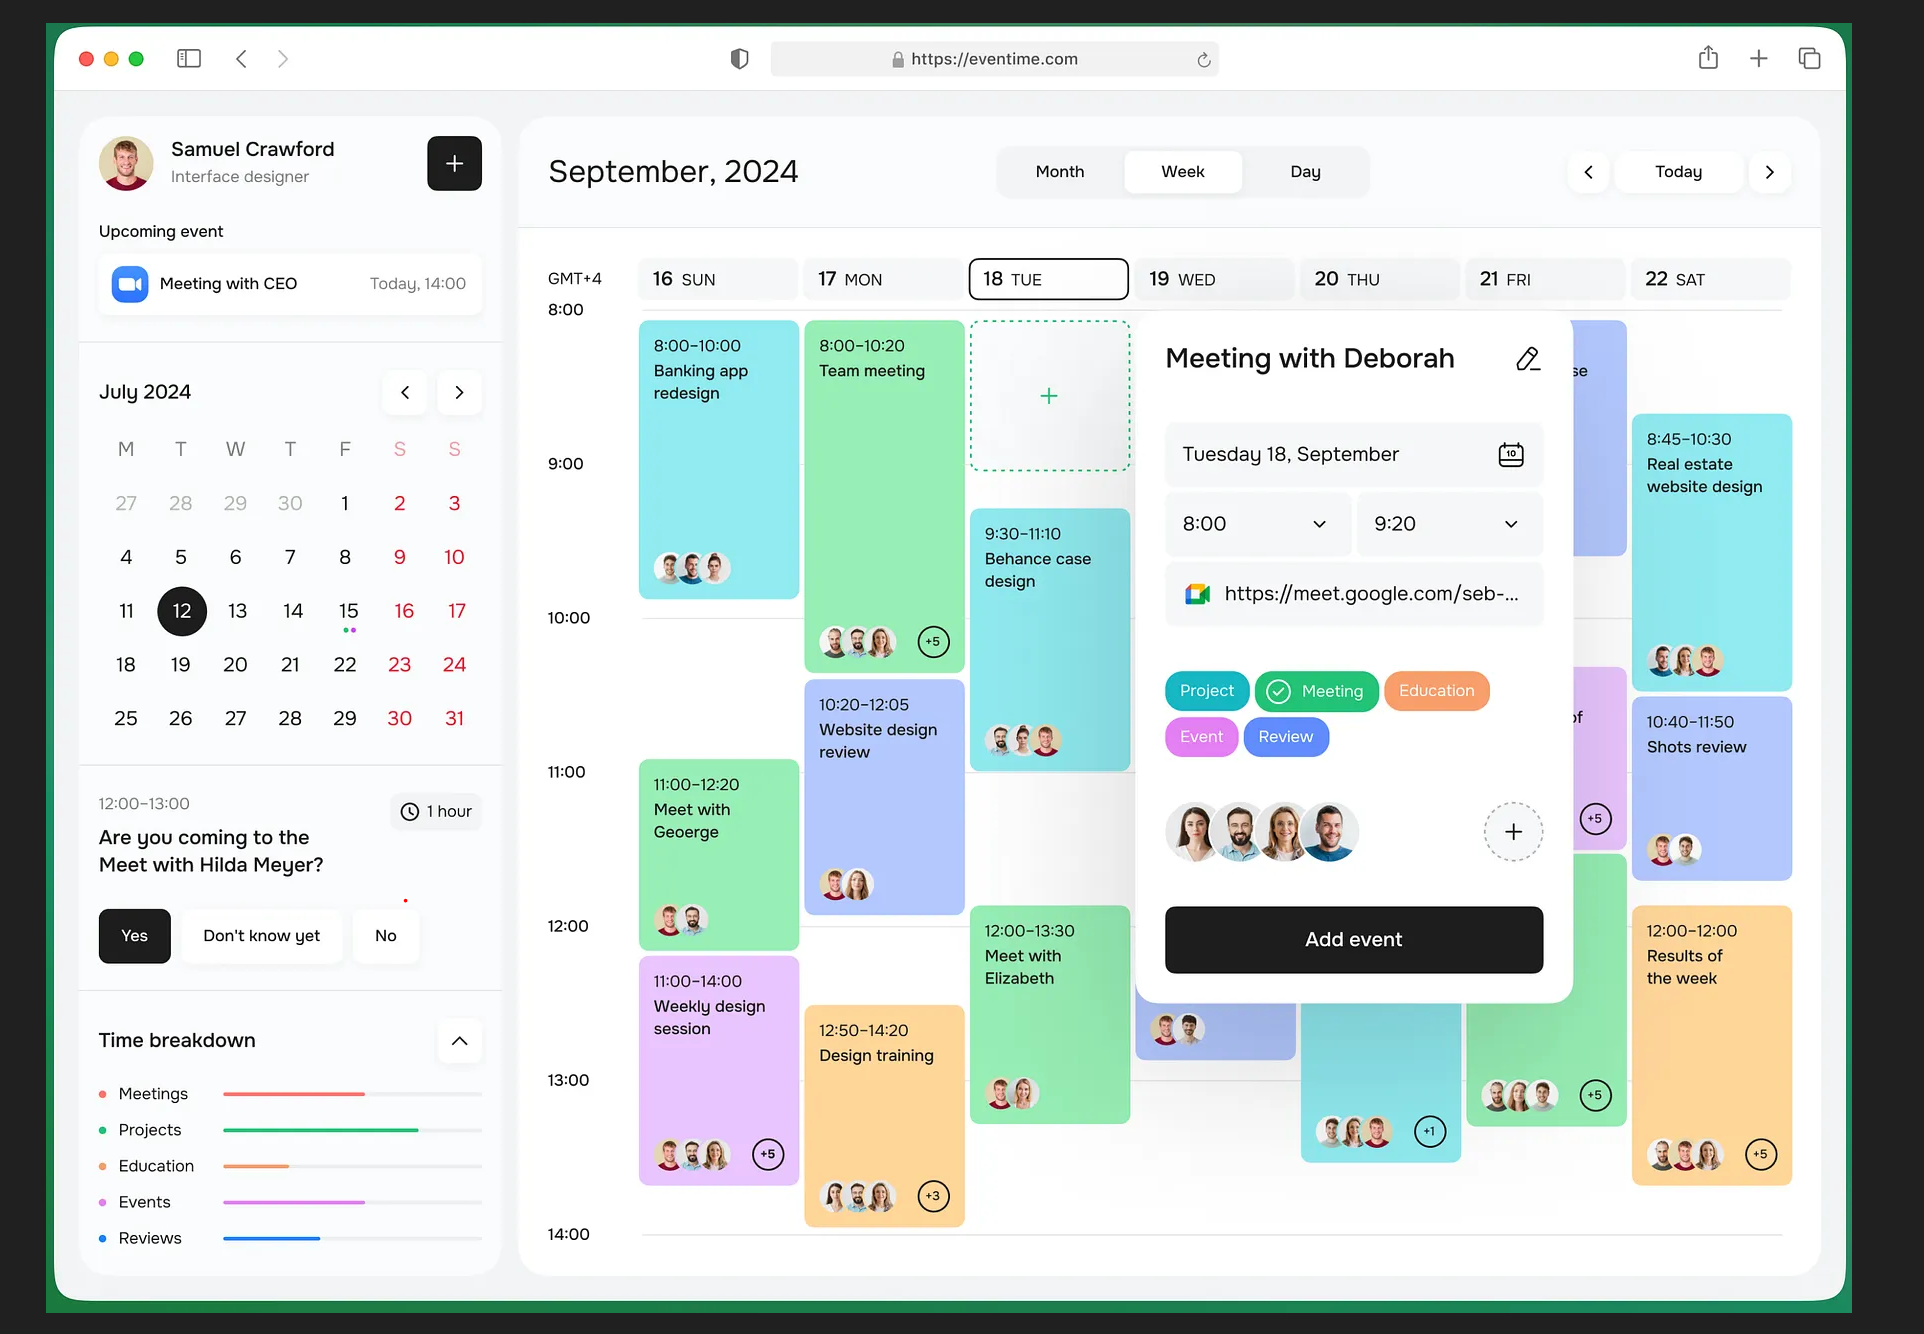 https://eventime.com
Samuel Crawford
Interface designer
Upcoming event
Meeting with CEO
Today, 14:00
July 2024
M T W T F S S
27 28 29 30 1 2 3
4 5 6 7 8 9 10
11 12 13 14 15 16 17
18 19 20 21 22 23 24
25 26 27 28 29 30 31
12:00–13:00
1 hour
Are you coming to the
Meet with Hilda Meyer?
Yes
Don't know yet
No
Time breakdown
Meetings
Projects
Education
Events
Reviews
September, 2024
Month
Week
Day
Today
GMT+4
16 SUN
17 MON
18 TUE
19 WED
20 THU
21 FRI
22 SAT
8:00
9:00
10:00
11:00
12:00
13:00
14:00
8:00–10:00
Banking app
redesign
11:00–12:20
Meet with
Geoerge
11:00–14:00
Weekly design
session
+5
8:00–10:20
Team meeting
+5
10:20–12:05
Website design
review
12:50–14:20
Design training
+3
9:30–11:10
Behance case
design
12:00–13:30
Meet with
Elizabeth
Meeting with Deborah
Tuesday 18, September
10
8:00
9:20
https://meet.google.com/seb-...
Project
Meeting
Education
Event
Review
Add event
+1
se
of
+5
+5
8:45–10:30
Real estate
website design
10:40–11:50
Shots review
12:00–12:00
Results of
the week
+5